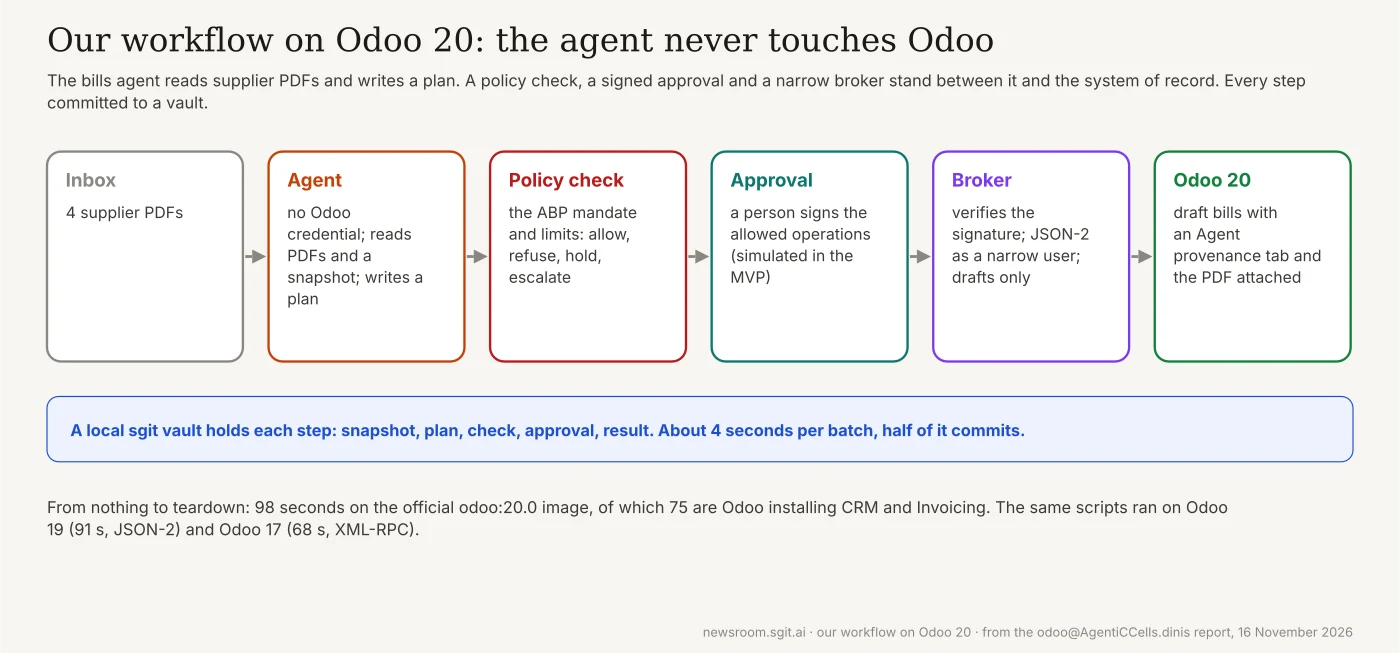 Our workflow on Odoo 20: the agent never touches Odoo
The bills agent reads supplier PDFs and writes a plan. A policy check, a signed approval and a narrow broker stand between it and the system of record. Every step
committed to a vault.
Inbox
4 supplier PDFs
Agent
no Odoo
credential; reads
PDFs and a
snapshot; writes a
plan
Policy check
the ABP mandate
and limits: allow,
refuse, hold,
escalate
Approval
a person signs the
allowed operations
(simulated in the
MVP)
Broker
verifies the
signature; JSON-2
as a narrow user;
drafts only
Odoo 20
draft bills with
an Agent
provenance tab and
the PDF attached
A local sgit vault holds each step: snapshot, plan, check, approval, result. About 4 seconds per batch, half of it commits.
From nothing to teardown: 98 seconds on the official odoo:20.0 image, of which 75 are Odoo installing CRM and Invoicing. The same scripts ran on Odoo
19 (91 s, JSON-2) and Odoo 17 (68 s, XML-RPC).
newsroom.sgit.ai · our workflow on Odoo 20 · from the odoo@AgentiCCells.dinis report, 16 November 2026